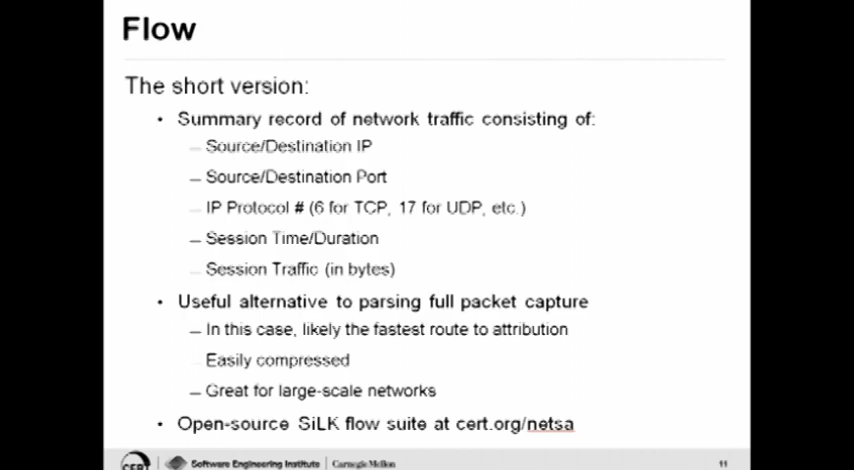 Flow
The short version:
• Summary record of network traffic consisting of:
– Source/Destination IP
– Source/Destination Port
– IP Protocol # (6 for TCP, 17 for UDP, etc.)
– Session Time/Duration
– Session Traffic (in bytes)
• Useful alternative to parsing full packet capture
– In this case, likely the fastest route to attribution
– Easily compressed
– Great for large-scale networks
• Open-source SiLK flow suite at cert.org/netsa
CERT | Software Engineering Institute | Carnegie Mellon 11